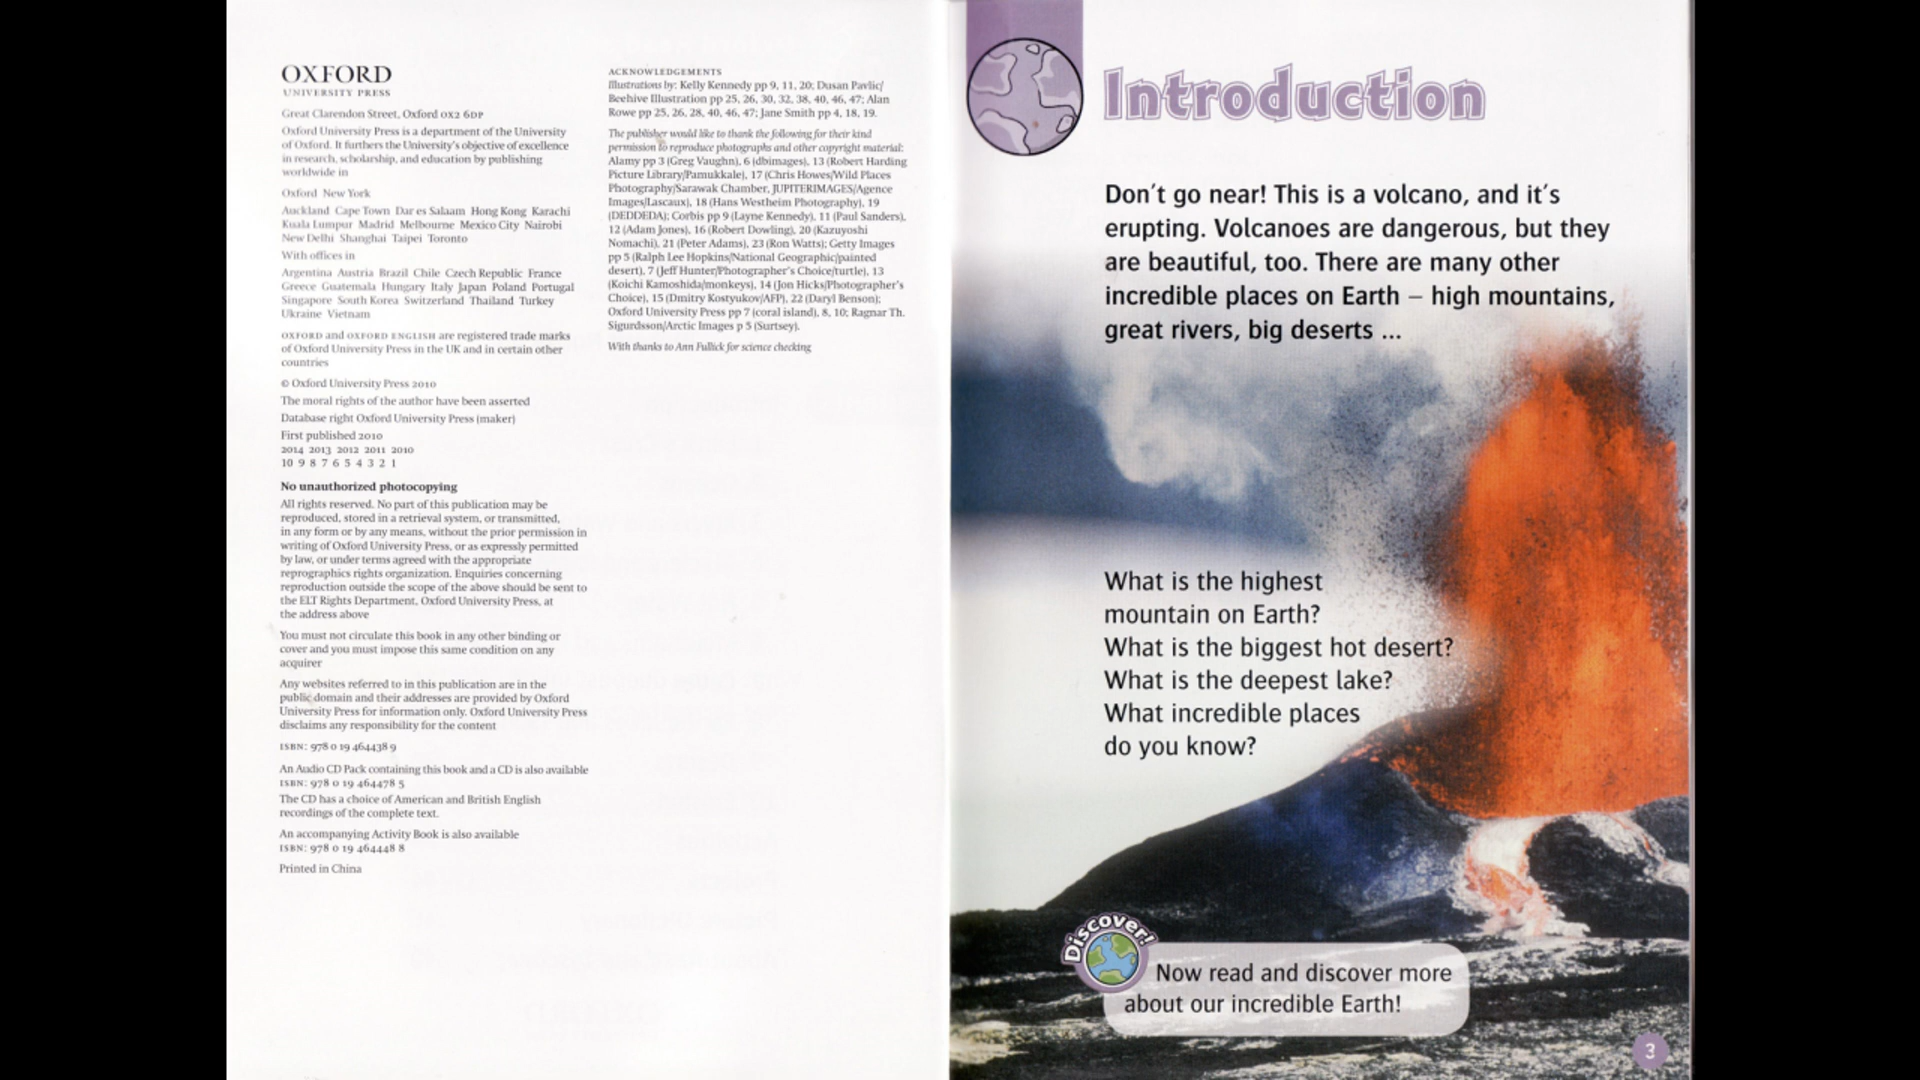 OXFORD
UNIVERSITY PRESS
Great Clarendon Street, Oxford OX2 6DP
Oxford University Press is a department of the University
of Oxford. It furthers the University's objective of excellence
in research, scholarship, and education by publishing
worldwide in
Oxford New York
Auckland Cape Town Dar es Salaam Hong Kong Karachi
Kuala Lumpur Madrid Melbourne Mexico City Nairobi
New Delhi Shanghai Taipei Toronto
With offices in
Argentina Austria Brazil Chile Czech Republic France
Greece Guatemala Hungary Italy Japan Poland Portugal
Singapore South Korea Switzerland Thailand Turkey
Ukraine Vietnam
OXFORD and OXFORD ENGLISH are registered trade marks
of Oxford University Press in the UK and in certain other
countries
© Oxford University Press 2010
The moral rights of the author have been asserted
Database right Oxford University Press (maker)
First published 2010
2014 2013 2012 2011 2010
10 9 8 7 6 5 4 3 2 1
No unauthorized photocopying
All rights reserved. No part of this publication may be
reproduced, stored in a retrieval system, or transmitted,
in any form or by any means, without the prior permission in
writing of Oxford University Press, or as expressly permitted
by law, or under terms agreed with the appropriate
reprographics rights organization. Enquiries concerning
reproduction outside the scope of the above should be sent to
the ELT Rights Department, Oxford University Press, at
the address above
You must not circulate this book in any other binding or
cover and you must impose this same condition on any
acquirer
Any websites referred to in this publication are in the
public domain and their addresses are provided by Oxford
University Press for information only. Oxford University Press
disclaims any responsibility for the content
ISBN: 978 0 19 464438 9
An Audio CD Pack containing this book and a CD is also available
ISBN: 978 0 19 464478 5
The CD has a choice of American and British English
recordings of the complete text.
An accompanying Activity Book is also available
ISBN: 978 0 19 464448 8
Printed in China
ACKNOWLEDGEMENTS
Illustrations by: Kelly Kennedy pp 9, 11, 20; Dusan Pavlic/
Beehive Illustration pp 25, 26, 30, 32, 38, 40, 46, 47; Alan
Rowe pp 25, 26, 28, 40, 46, 47; Jane Smith pp 4, 18, 19.
The publisher would like to thank the following for their kind
permission to reproduce photographs and other copyright material:
Alamy pp 3 (Greg Vaughn), 6 (dbimages), 13 (Robert Harding
Picture Library/Pamukkale), 17 (Chris Howes/Wild Places
Photography/Sarawak Chamber, JUPITERIMAGES/Agence
Images/Lascaux), 18 (Hans Westheim Photography), 19
(DEDDEDA); Corbis pp 9 (Layne Kennedy), 11 (Paul Sanders),
12 (Adam Jones), 16 (Robert Dowling), 20 (Kazuyoshi
Nomachi), 21 (Peter Adams), 23 (Ron Watts); Getty Images
pp 5 (Ralph Lee Hopkins/National Geographic/painted
desert), 7 (Jeff Hunter/Photographer's Choice/turtle), 13
(Koichi Kamoshida/monkeys), 14 (Jon Hicks/Photographer's
Choice), 15 (Dmitry Kostyukov/AFP), 22 (Daryl Benson);
Oxford University Press pp 7 (coral island), 8, 10; Ragnar Th.
Sigurdsson/Arctic Images p 5 (Surtsey).
With thanks to Ann Fullick for science checking
Introduction
Don't go near! This is a volcano, and it's
erupting. Volcanoes are dangerous, but they
are beautiful, too. There are many other
incredible places on Earth – high mountains,
great rivers, big deserts ...
What is the highest
mountain on Earth?
What is the biggest hot desert?
What is the deepest lake?
What incredible places
do you know?
Discover!
Now read and discover more
about our incredible Earth!
3